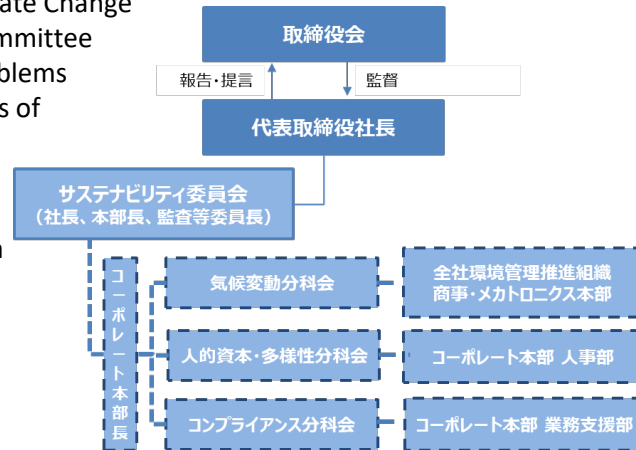 ate Change
mmittee
blems
s of
n
取締役会
報告・提言
監督
代表取締役社長
サステナビリティ委員会
（社長、本部長、監査等委員長）
コーポレート本部長
気候変動分科会
全社環境管理推進組織
商事・メカトロニクス本部
人的資本・多様性分科会
コーポレート本部 人事部
コンプライアンス分科会
コーポレート本部 業務支援部